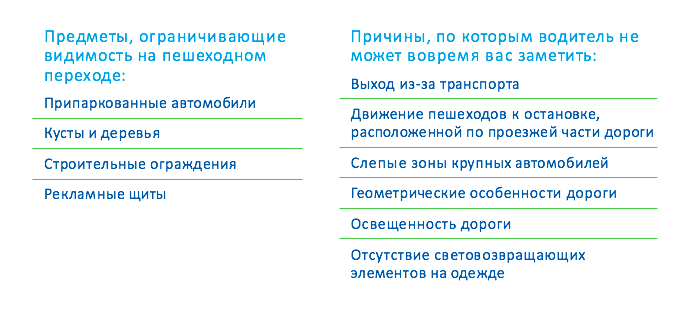 Предметы, ограничивающие
видимость на пешеходном
переходе:
Припаркованные автомобили
Кусты и деревья
Строительные ограждения
Рекламные щиты
Причины, по которым водитель не
может вовремя вас заметить:
Выход из-за транспорта
Движение пешеходов к остановке,
расположенной по проезжей части дороги
Слепые зоны крупных автомобилей
Геометрические особенности дороги
Освещенность дороги
Отсутствие световозвращающих
элементов на одежде